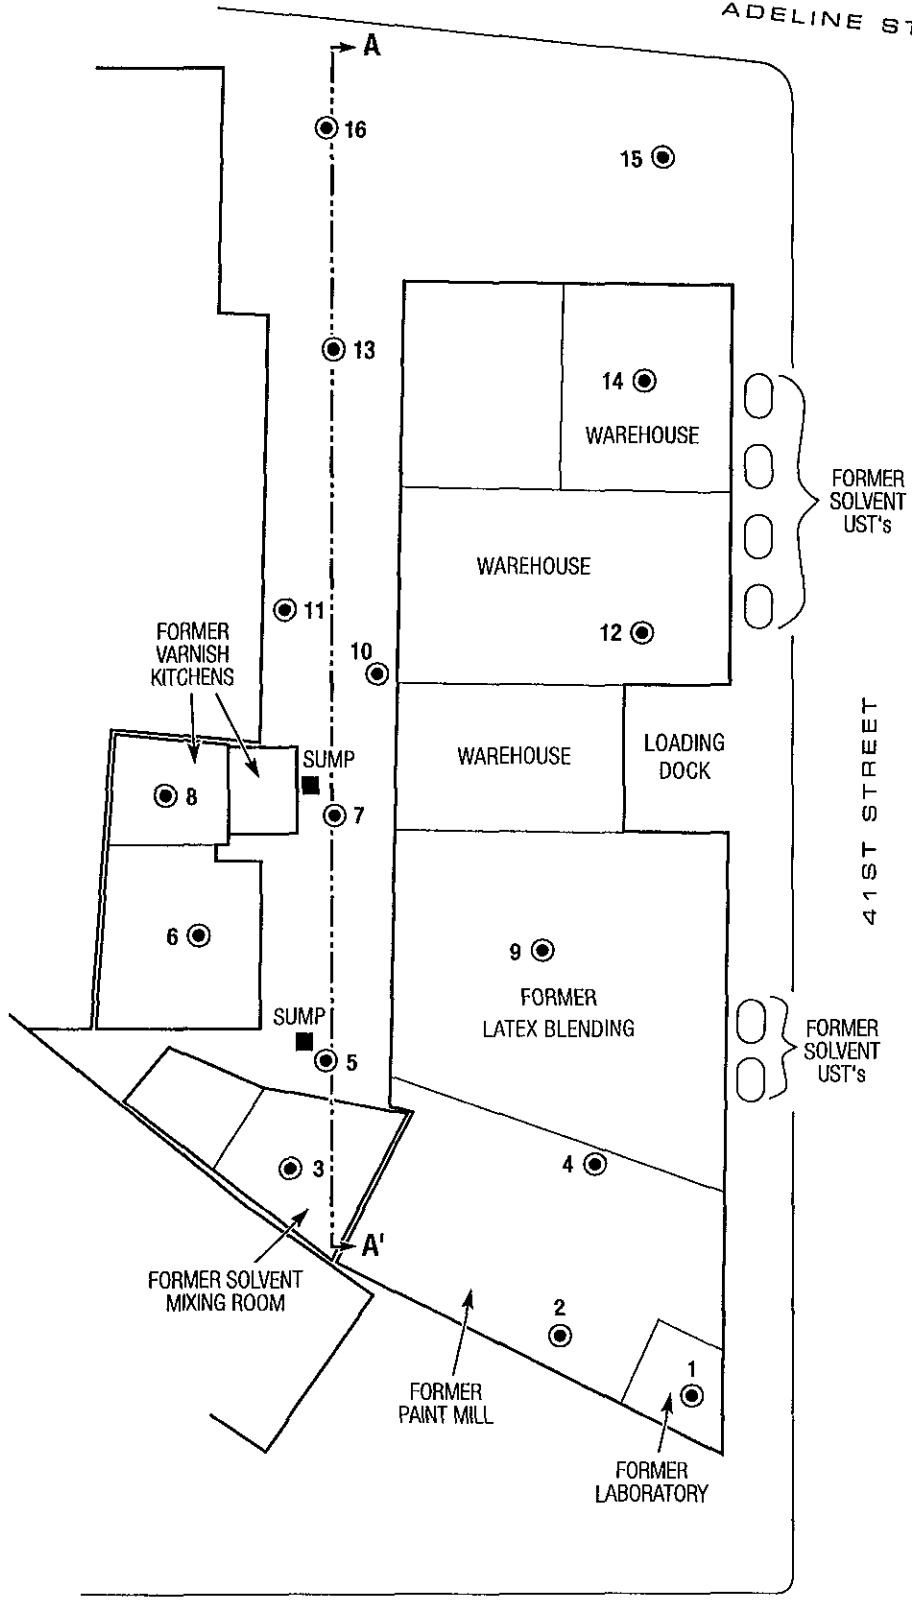 ADELINE ST
A
16
15
13
14
WAREHOUSE
FORMER
SOLVENT
UST's
WAREHOUSE
11
12
FORMER
VARNISH
KITCHENS
10
41ST STREET
SUMP
WAREHOUSE
LOADING
DOCK
8
7
6
9
FORMER
LATEX BLENDING
SUMP
5
FORMER
SOLVENT
UST's
3
4
A'
FORMER SOLVENT
MIXING ROOM
2
1
FORMER
PAINT MILL
FORMER
LABORATORY